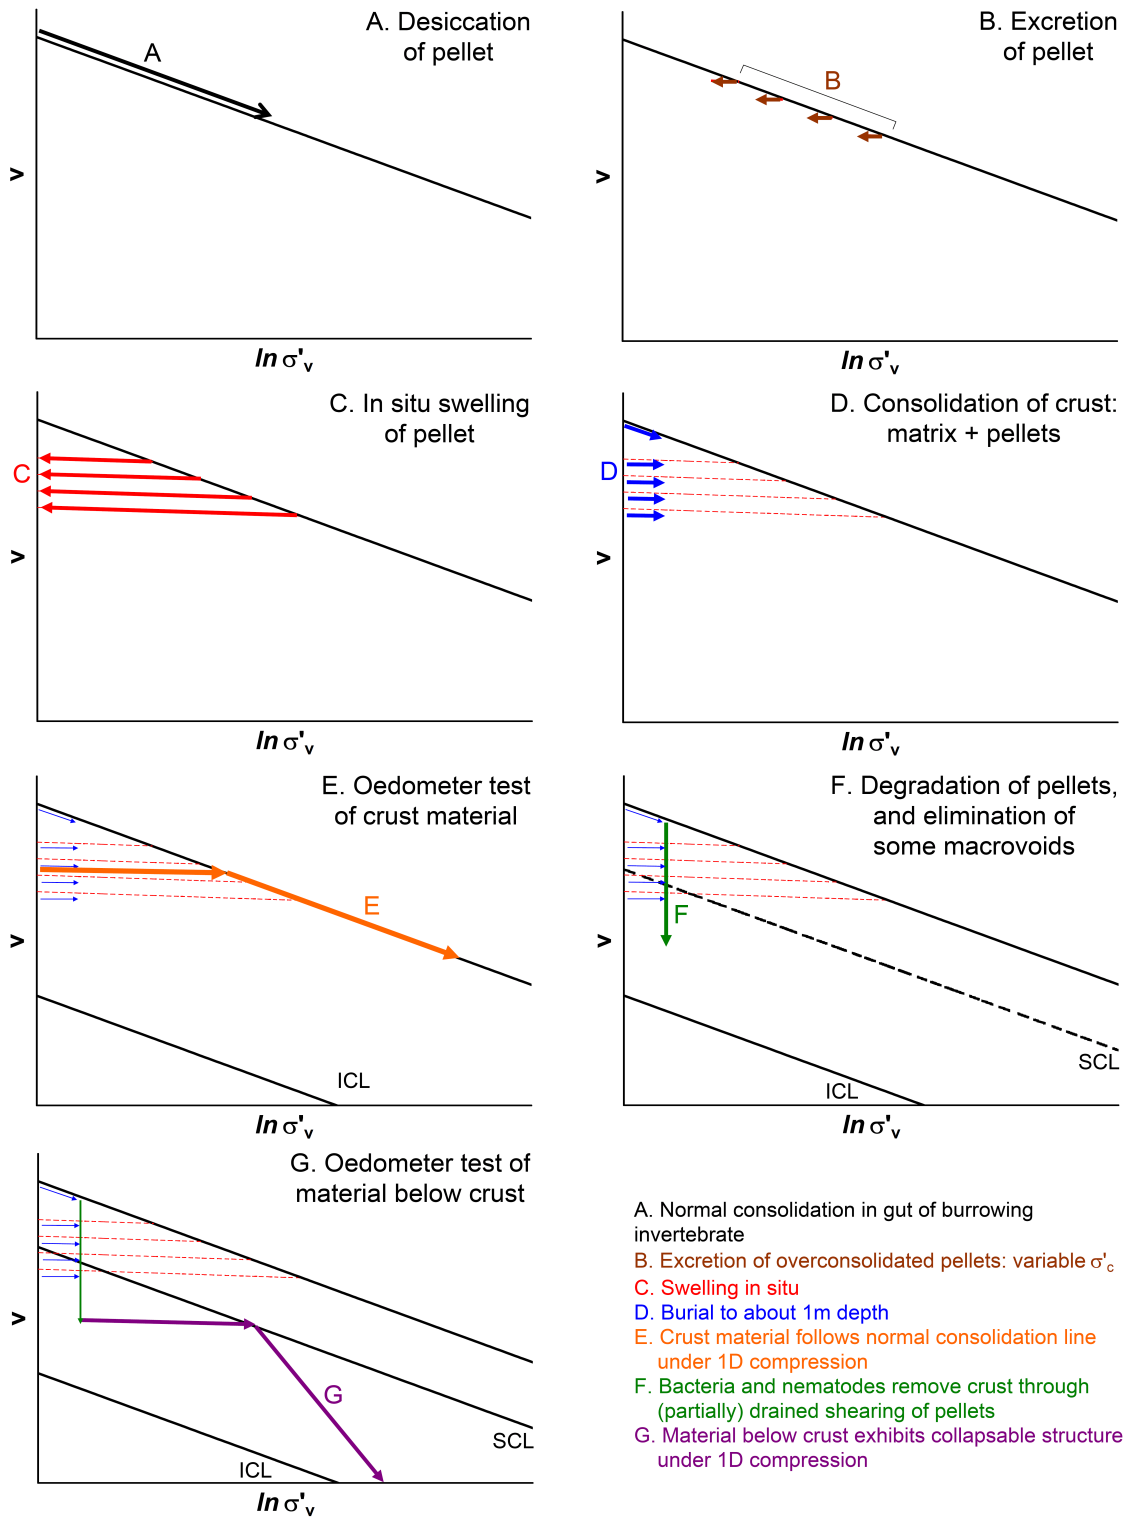 A. Desiccation
of pellet
A
v
ln σ'v
B. Excretion
of pellet
B
v
ln σ'v
C. In situ swelling
of pellet
C
v
ln σ'v
D. Consolidation of crust:
matrix + pellets
D
v
ln σ'v
E. Oedometer test
of crust material
E
v
ICL
ln σ'v
F. Degradation of pellets,
and elimination of
some macrovoids
F
v
SCL
ICL
ln σ'v
G. Oedometer test of
material below crust
v
G
SCL
ICL
ln σ'v
A. Normal consolidation in gut of burrowing
invertebrate
B. Excretion of overconsolidated pellets: variable σ'c
C. Swelling in situ
D. Burial to about 1m depth
E. Crust material follows normal consolidation line
under 1D compression
F. Bacteria and nematodes remove crust through
(partially) drained shearing of pellets
G. Material below crust exhibits collapsable structure
under 1D compression